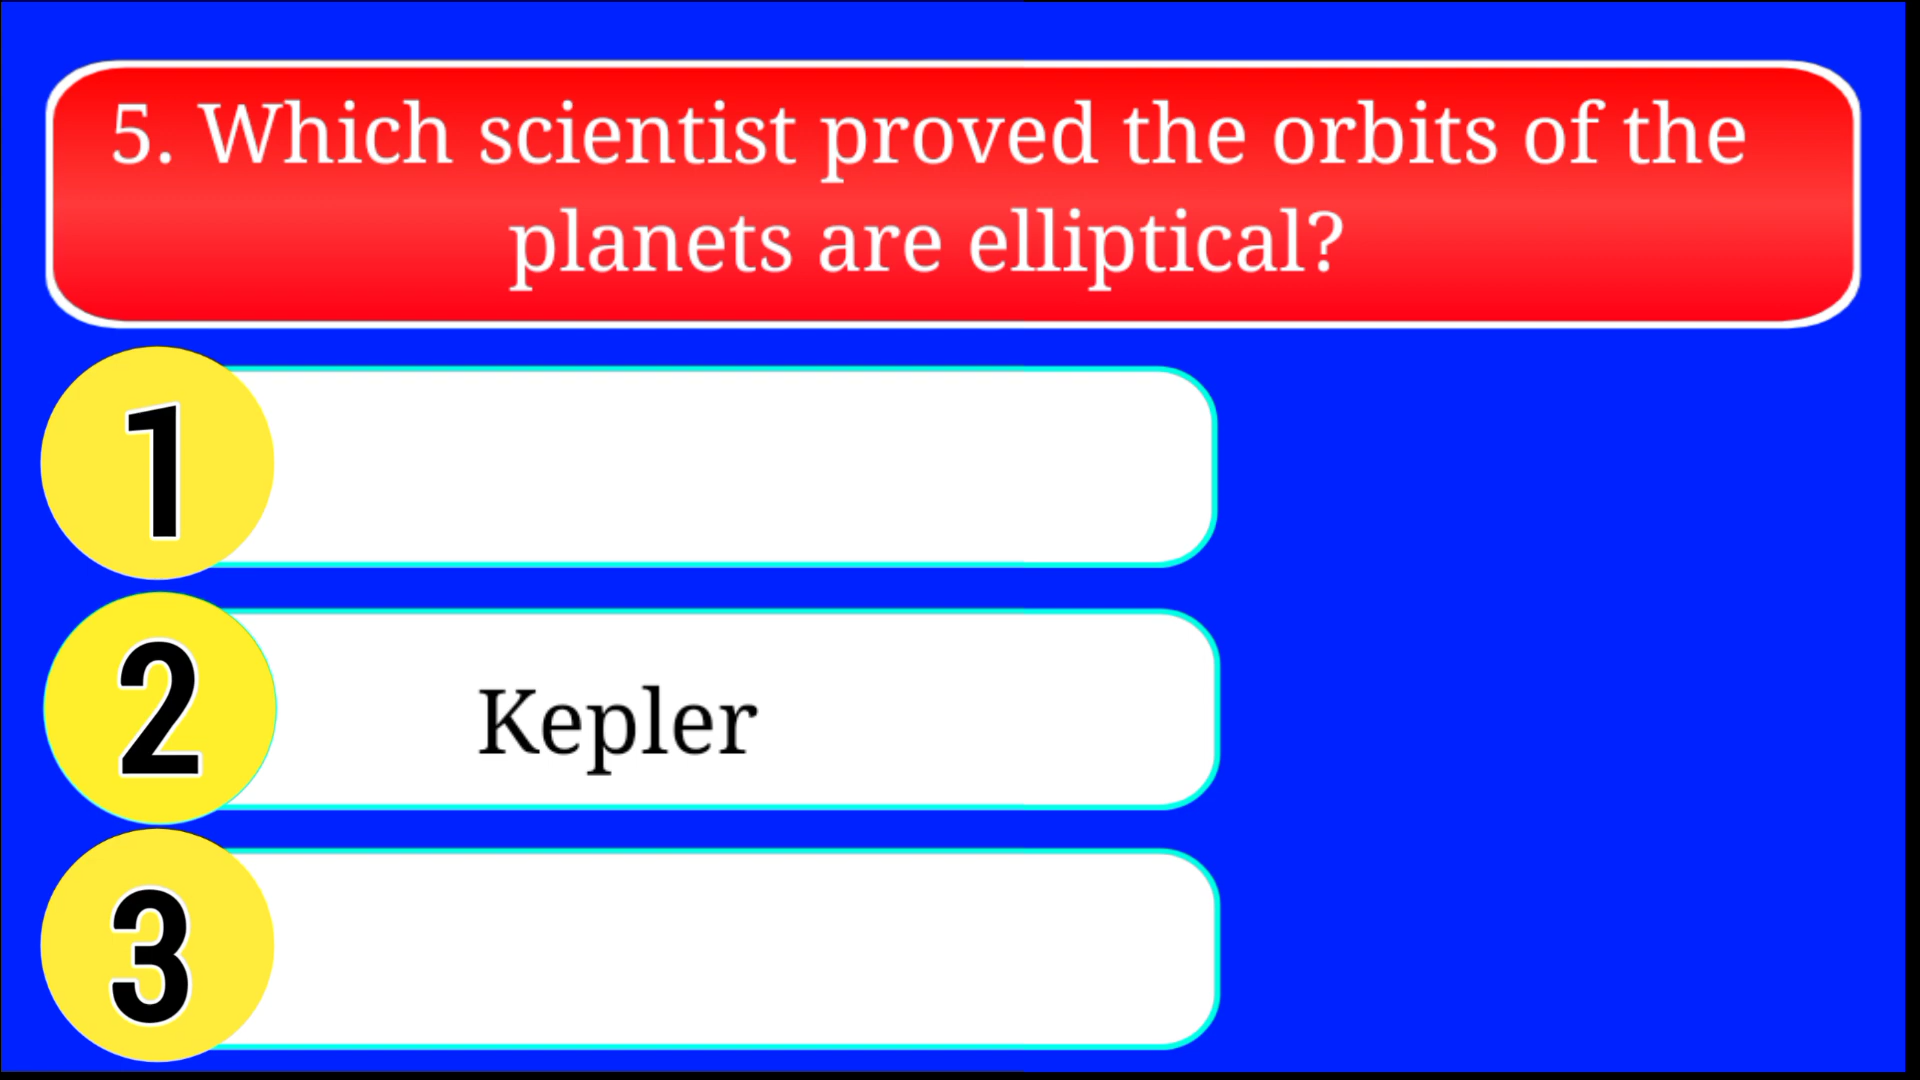 5. Which scientist proved the orbits of the
planets are elliptical?
1
2
Kepler
3